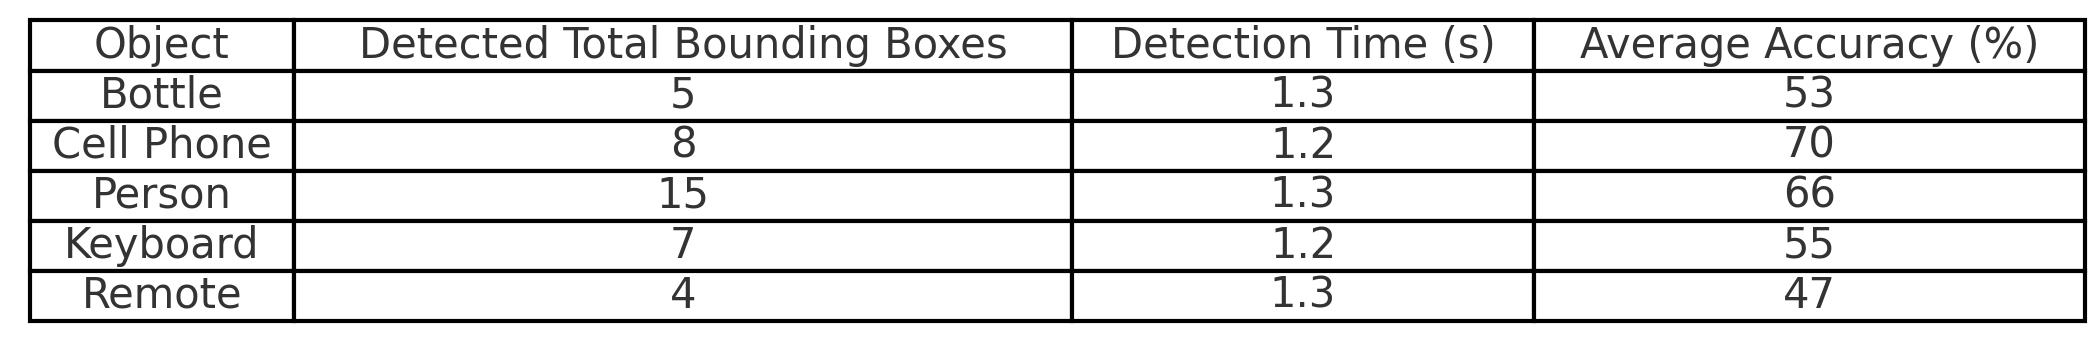 Object Detected Total Bounding Boxes Detection Time (s) Average Accuracy (%)
Bottle 5 1.3 53
Cell Phone 8 1.2 70
Person 15 1.3 66
Keyboard 7 1.2 55
Remote 4 1.3 47